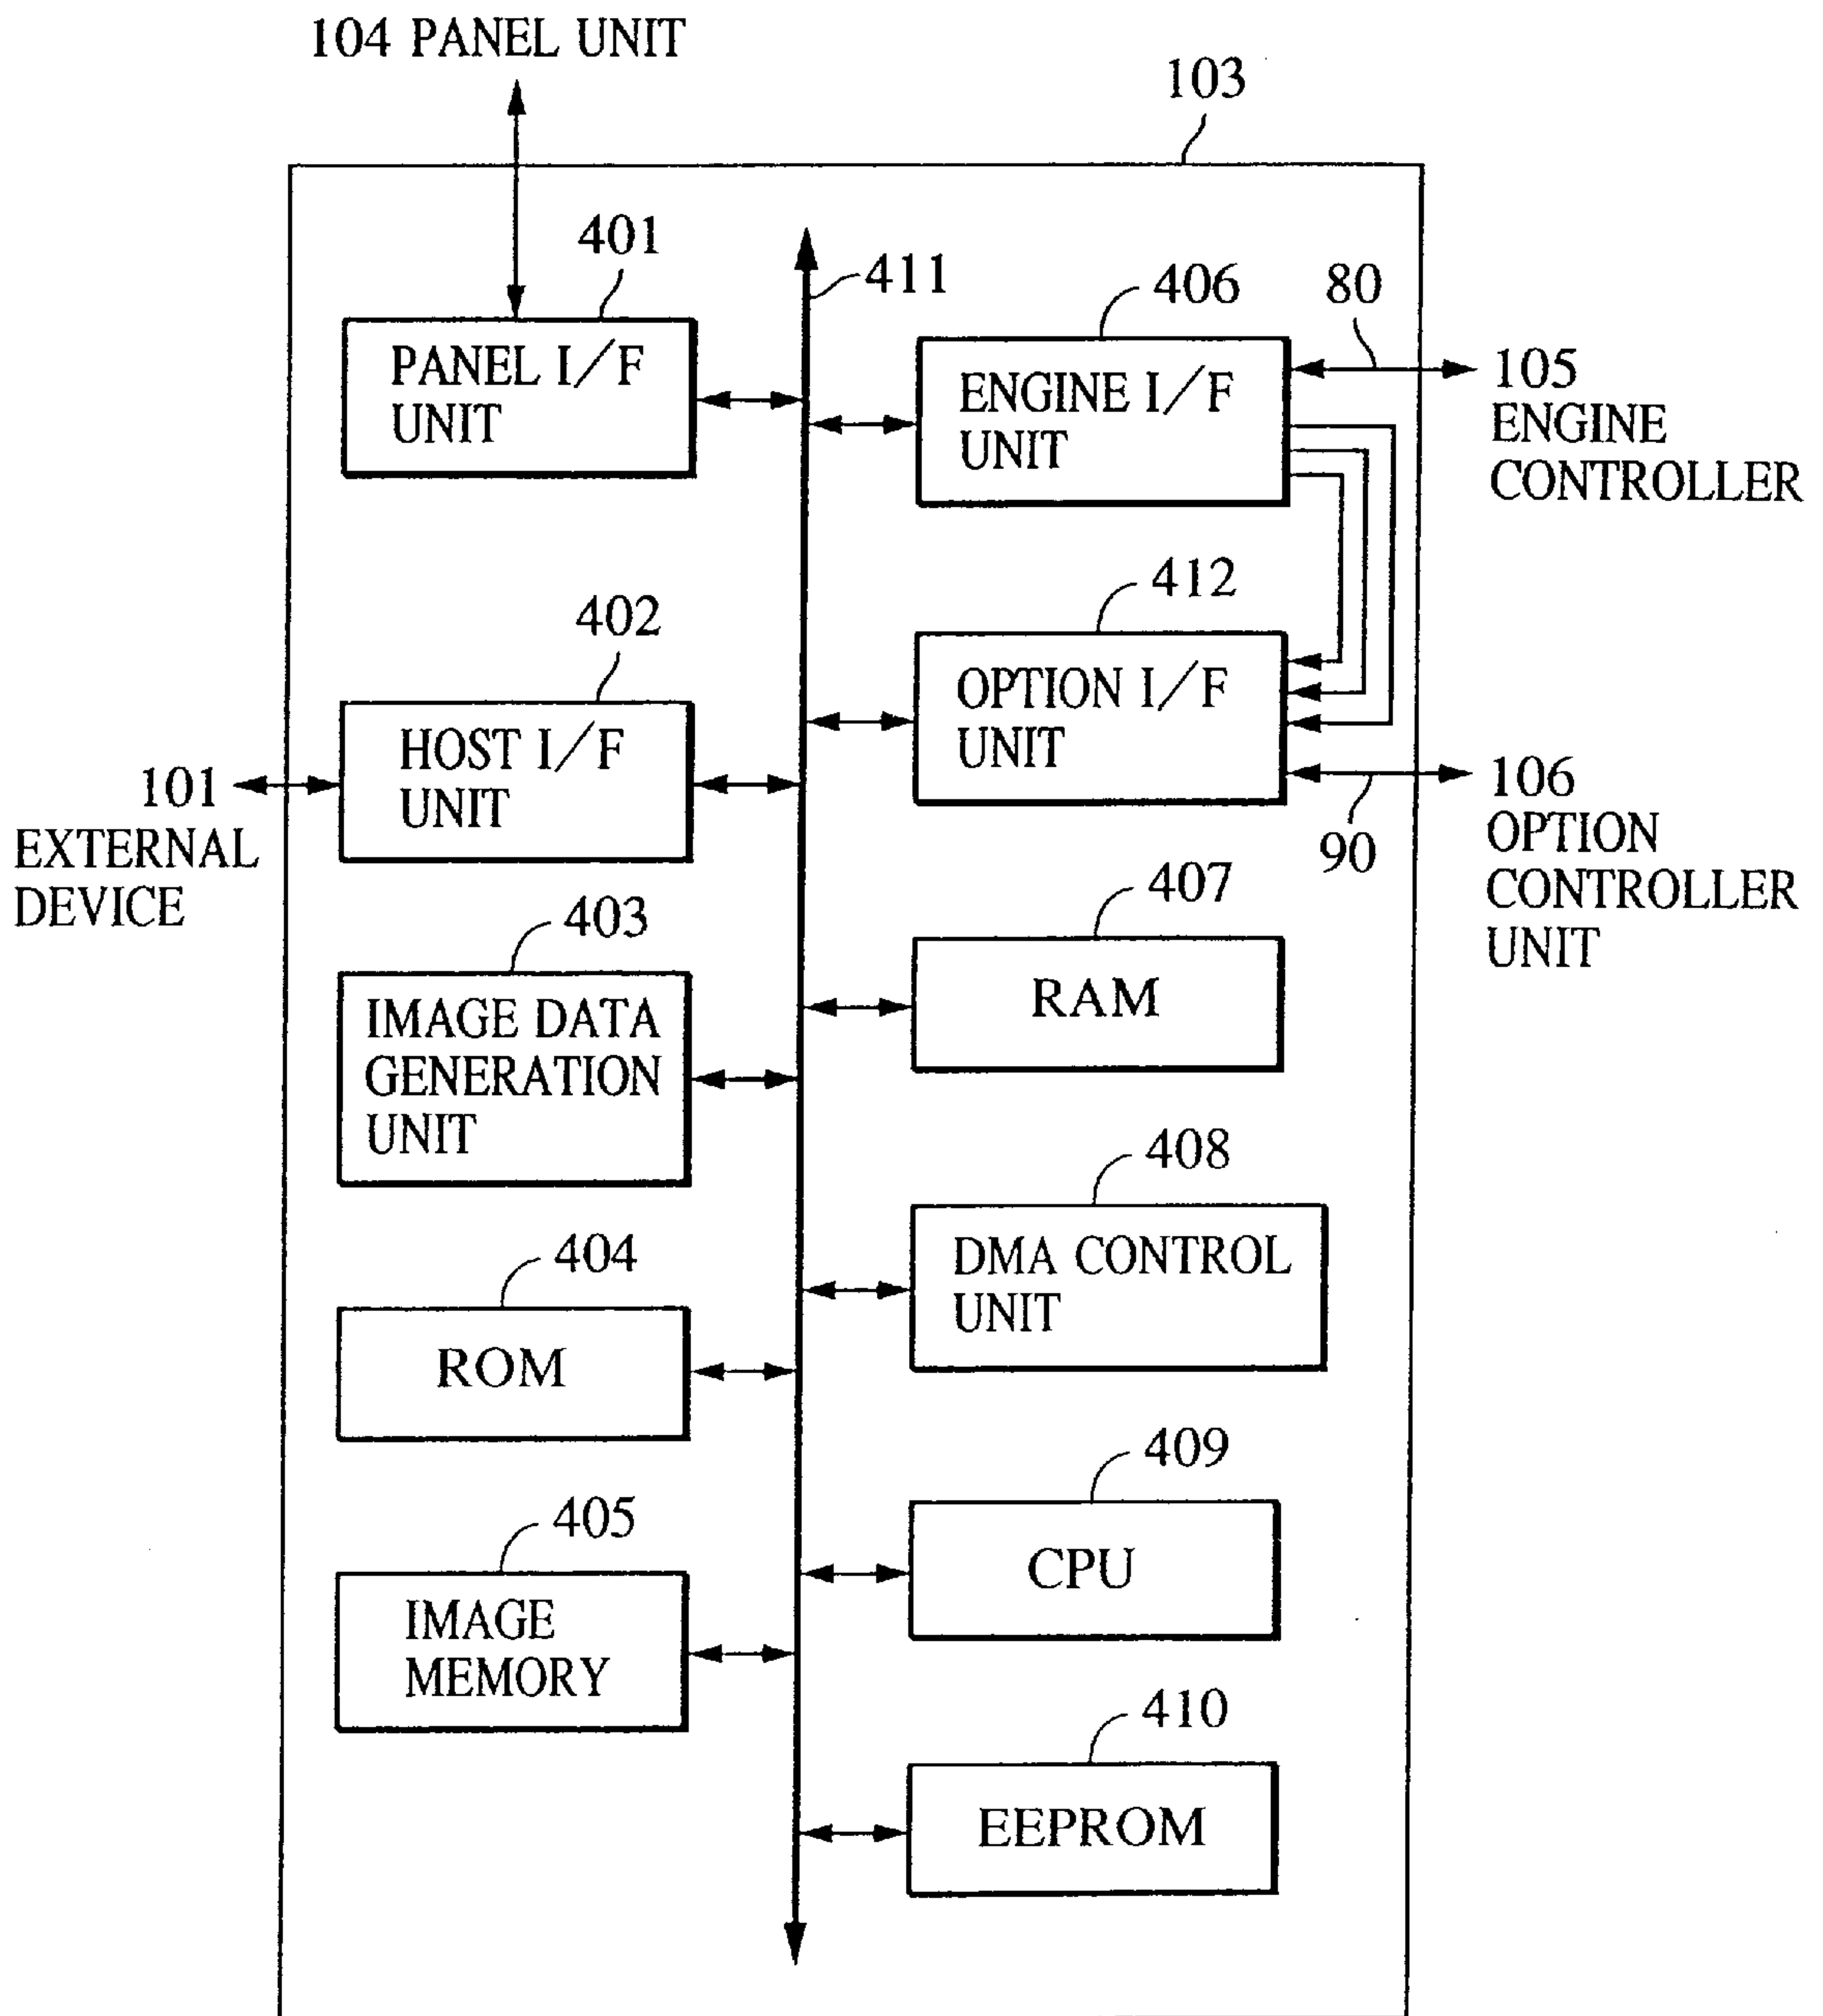 104 PANEL UNIT
103
401
411
406
80
PANEL I/F
UNIT
ENGINE I/F
UNIT
105
ENGINE
CONTROLLER
402
412
HOST I/F
UNIT
OPTION I/F
UNIT
101
EXTERNAL
DEVICE
90
106
OPTION
CONTROLLER
UNIT
403
407
IMAGE DATA
GENERATION
UNIT
RAM
404
408
ROM
DMA CONTROL
UNIT
405
409
IMAGE
MEMORY
CPU
410
EEPROM